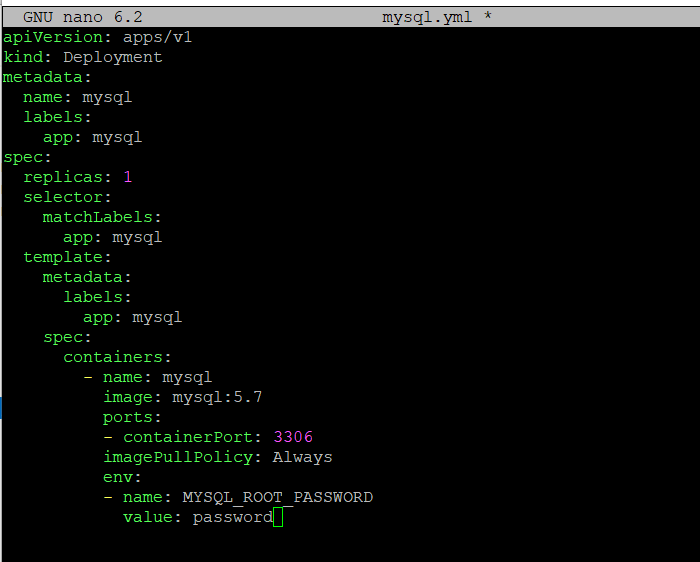 GNU nano 6.2 mysql.yml *
apiVersion: apps/v1
kind: Deployment
metadata:
  name: mysql
  labels:
    app: mysql
spec:
  replicas: 1
  selector:
    matchLabels:
      app: mysql
  template:
    metadata:
      labels:
        app: mysql
    spec:
      containers:
        - name: mysql
          image: mysql:5.7
          ports:
          - containerPort: 3306
          imagePullPolicy: Always
          env:
          - name: MYSQL_ROOT_PASSWORD
            value: password